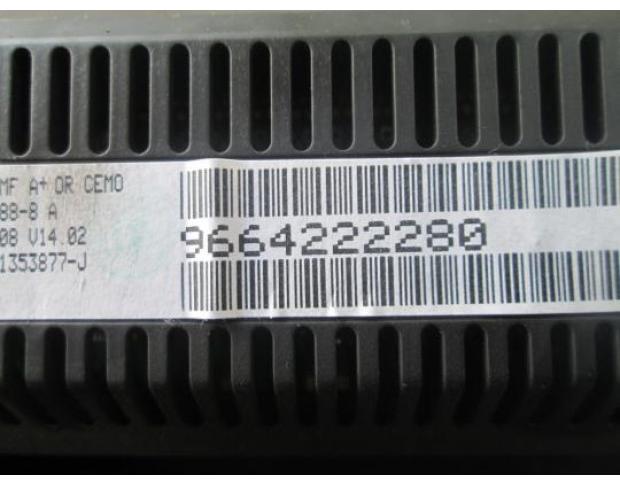 MF A+ OR CEMO
88-8 A
08 V14.02
1353877-J
9664222280